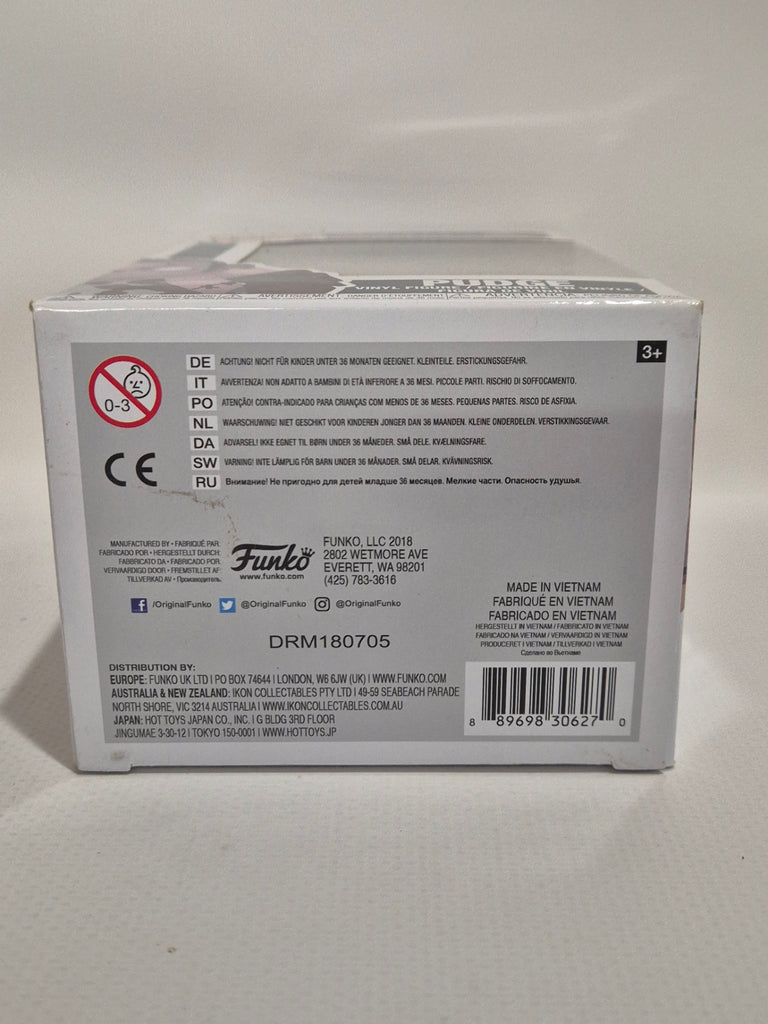 PUDGE
VINYL FIGURE
AVERTISSEMENT
3+
0-3
DE ACHTUNG! NICHT FÜR KINDER UNTER 36 MONATEN GEEIGNET. KLEINTEILE. ERSTICKUNGSGEFAHR.
IT AVVERTENZA! NON ADATTO A BAMBINI DI ETÀ INFERIORE A 36 MESI. PICCOLE PARTI. RISCHIO DI SOFFOCAMENTO.
PO ATENÇÃO! CONTRA-INDICADO PARA CRIANÇAS COM MENOS DE 36 MESES. PEQUENAS PARTES. RISCO DE ASFIXIA.
NL WAARSCHUWING! NIET GESCHIKT VOOR KINDEREN JONGER DAN 36 MAANDEN. KLEINE ONDERDELEN. VERSTIKKINGSGEVAAR.
DA ADVARSEL! IKKE EGNET TIL BØRN UNDER 36 MÅNEDER. SMÅ DELE. KVÆLNINGSFARE.
SW VARNING! INTE LÄMPLIG FÖR BARN UNDER 36 MÅNADER. SMÅ DELAR. KVÄVNINGSRISK.
RU Внимание! Не пригодно для детей младше 36 месяцев. Мелкие части. Опасность удушья.
CE
MANUFACTURED BY • FABRIQUÉ PAR:
FABRICADO POR • HERGESTELLT DURCH:
FABBRICATO DA • FABRICADO POR:
VERVAARDIGD DOOR • FREMSTILLET AF:
TILLVERKAD AV • Производитель:
Funko
www.funko.com
FUNKO, LLC 2018
2802 WETMORE AVE
EVERETT, WA 98201
(425) 783-3616
/OriginalFunko @OriginalFunko @OriginalFunko
DRM180705
MADE IN VIETNAM
FABRIQUÉ EN VIETNAM
FABRICADO EN VIETNAM
HERGESTELLT IN VIETNAM / FABBRICATO IN VIETNAM
FABRICADO NA VIETNAM / VERVAARDIGD IN VIETNAM
PRODUCERET I VIETNAM / TILLVERKAD I VIETNAM
Сделано во Вьетнаме
DISTRIBUTION BY:
EUROPE: FUNKO UK LTD I PO BOX 74644 I LONDON, W6 6JW (UK) I WWW.FUNKO.COM
AUSTRALIA & NEW ZEALAND: IKON COLLECTABLES PTY LTD I 49-59 SEABEACH PARADE
NORTH SHORE, VIC 3214 AUSTRALIA I WWW.IKONCOLLECTABLES.COM.AU
JAPAN: HOT TOYS JAPAN CO., INC. I G BLDG 3RD FLOOR
JINGUMAE 3-30-12 I TOKYO 150-0001 I WWW.HOTTOYS.JP
8 89698 30627 0